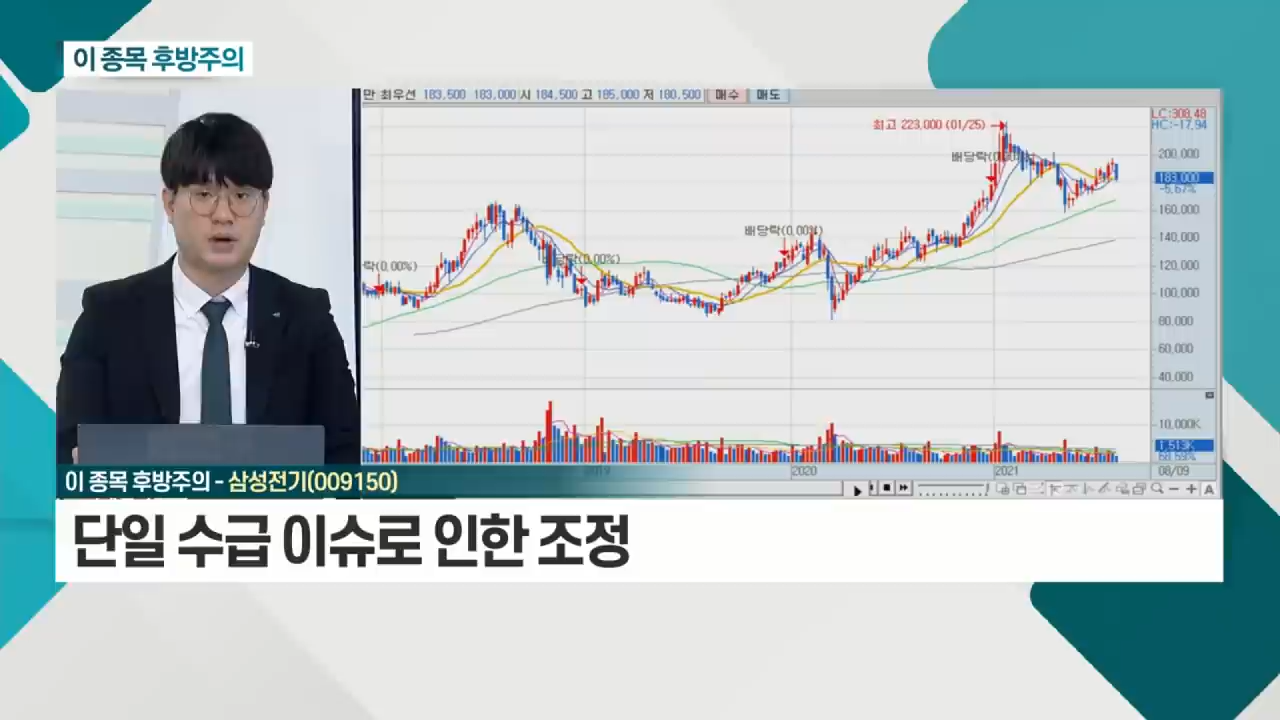 이 종목 후방주의
만 최우선 183,500 183,000 시 184,500 고 185,000 저 180,500 매수 매도
LC:308.48
최고 223,000 (01/25)
HC:-17.94
배당락(0.00%)
200,000
183,000
-5.67%
160,000
배당락(0.00%)
140,000
배당락(0.00%)
락(0.00%)
120,000
100,000
80,000
60,000
40,000
10,000K
1,513K
68.59%
2019 2020 2021 08/09
이 종목 후방주의 - 삼성전기(009150)
단일 수급 이슈로 인한 조정